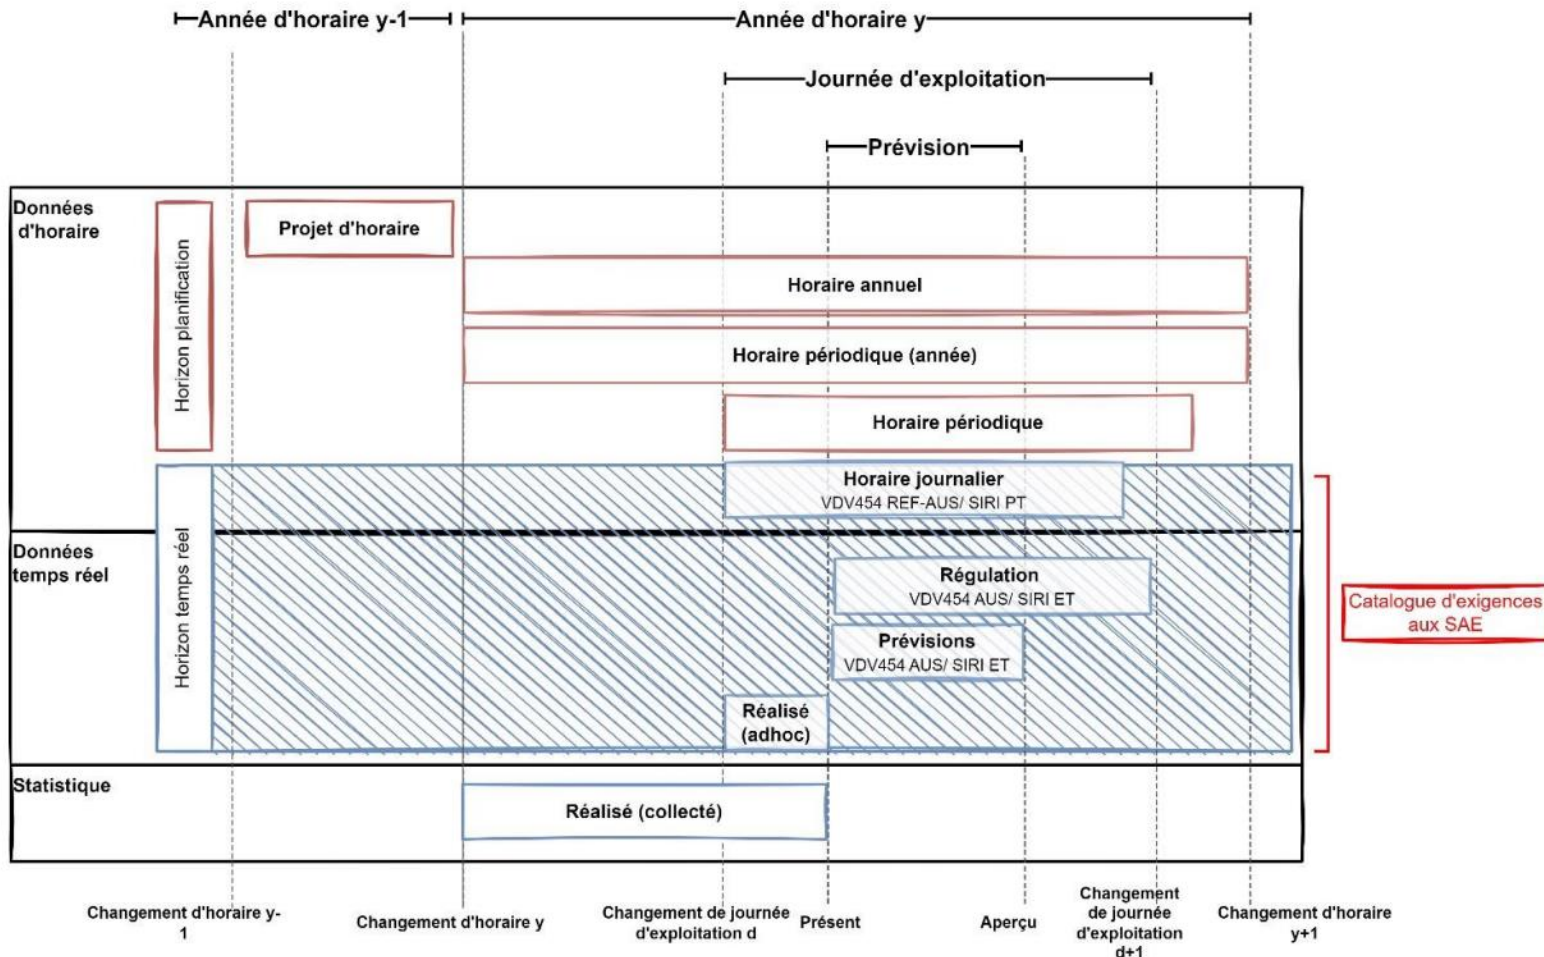 Année d'horaire y-1
Année d'horaire y
Journée d'exploitation
Prévision
Données
d'horaire
Horizon planification
Projet d'horaire
Horaire annuel
Horaire périodique (année)
Horaire périodique
Horaire journalier
VDV454 REF-AUS/ SIRI PT
Données
temps réel
Horizon temps réel
Régulation
VDV454 AUS/ SIRI ET
Prévisions
VDV454 AUS/ SIRI ET
Réalisé
(adhoc)
Catalogue d'exigences
aux SAE
Statistique
Réalisé (collecté)
Changement d'horaire y-
1
Changement d'horaire y
Changement de journée
d'exploitation d
Présent
Aperçu
Changement
de journée
d'exploitation
d+1
Changement d'horaire
y+1